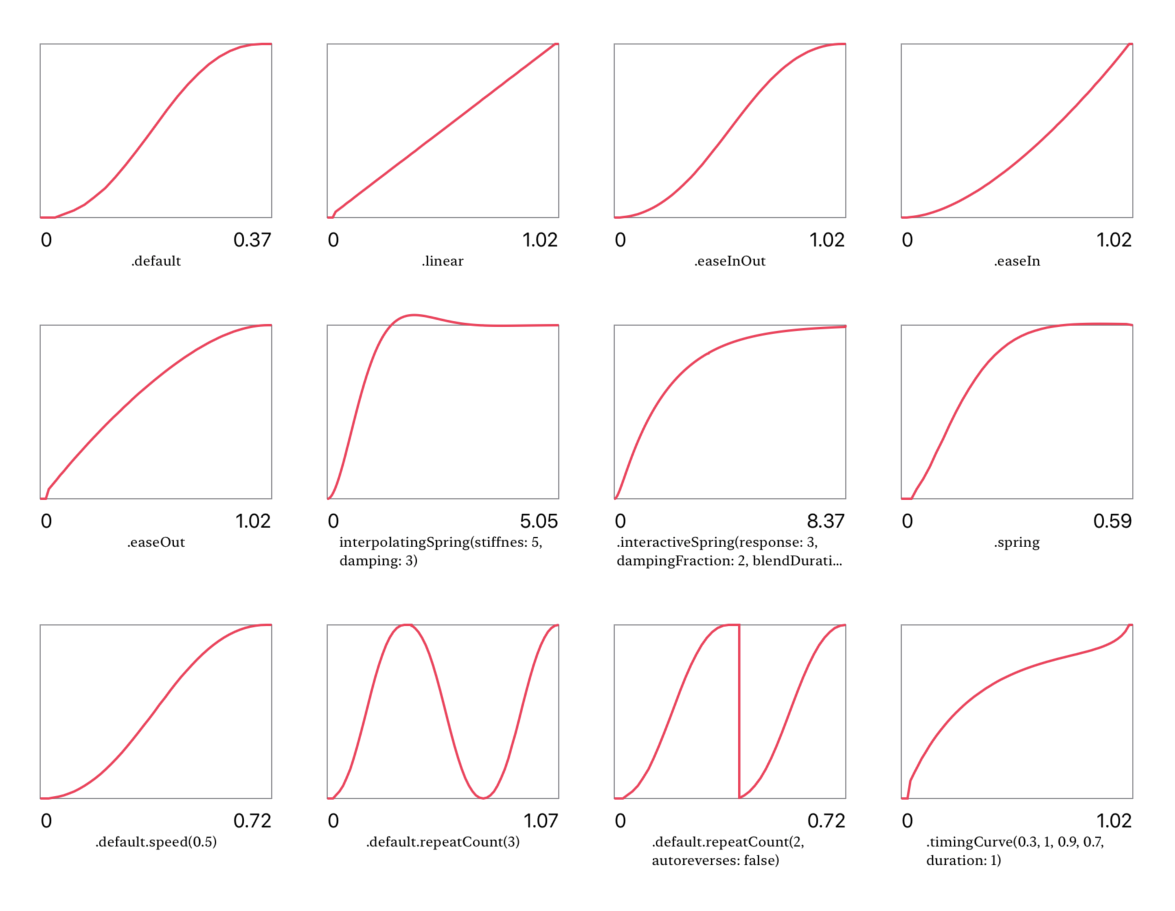 0 0.37
.default
0 1.02
.linear
0 1.02
.easeInOut
0 1.02
.easeIn
0 1.02
.easeOut
0 5.05
interpolatingSpring(stiffnes: 5,
damping: 3)
0 8.37
.interactiveSpring(response: 3,
dampingFraction: 2, blendDurati…
0 0.59
.spring
0 0.72
.default.speed(0.5)
0 1.07
.default.repeatCount(3)
0 0.72
.default.repeatCount(2,
autoreverses: false)
0 1.02
.timingCurve(0.3, 1, 0.9, 0.7,
duration: 1)